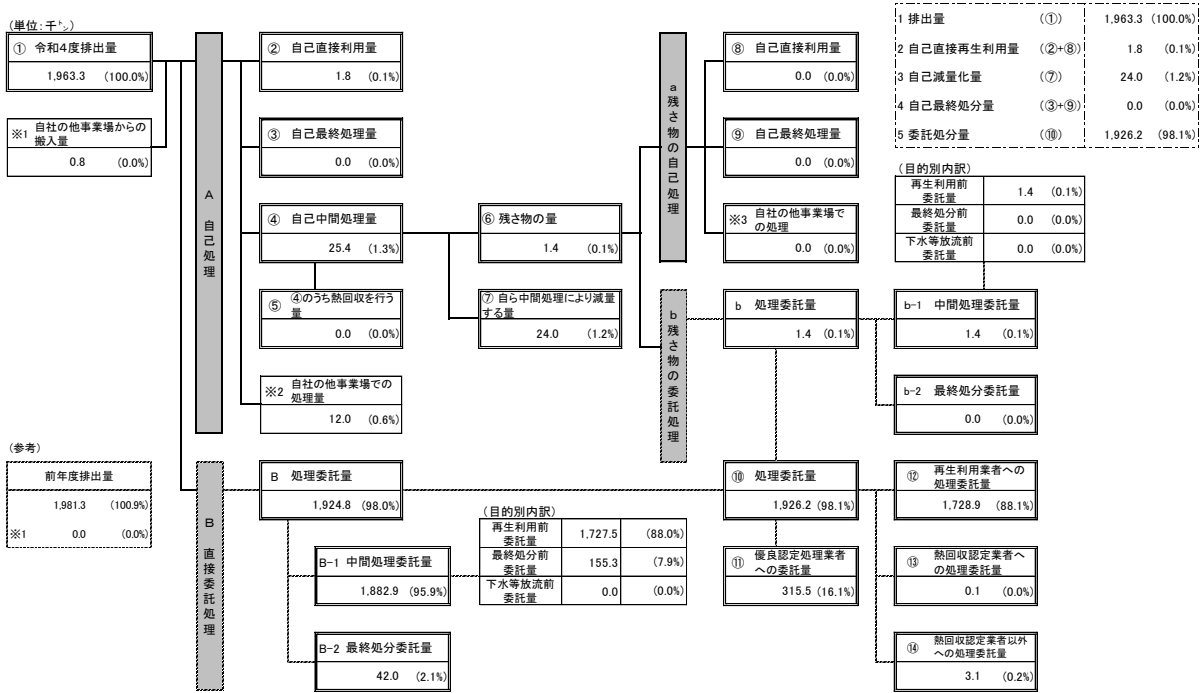 (単位:千㌧)
① 令和4度排出量
1,963.3 (100.0%)
※1 自社の他事業場からの
搬入量
0.8 (0.0%)
A 自己処理
② 自己直接利用量
1.8 (0.1%)
③ 自己最終処理量
0.0 (0.0%)
④ 自己中間処理量
25.4 (1.3%)
⑤ ④のうち熱回収を行う
量
0.0 (0.0%)
※2 自社の他事業場での
処理量
12.0 (0.6%)
⑥ 残さ物の量
1.4 (0.1%)
⑦ 自ら中間処理により減量
する量
24.0 (1.2%)
a 残さ物の自己処理
⑧ 自己直接利用量
0.0 (0.0%)
⑨ 自己最終処理量
0.0 (0.0%)
※3 自社の他事業場で
の処理
0.0 (0.0%)
1 排出量 (①) 1,963.3 (100.0%)
2 自己直接再生利用量 (②+⑧) 1.8 (0.1%)
3 自己減量化量 (⑦) 24.0 (1.2%)
4 自己最終処分量 (③+⑨) 0.0 (0.0%)
5 委託処分量 (⑩) 1,926.2 (98.1%)
(目的別内訳)
再生利用前
委託量 1.4 (0.1%)
最終処分前
委託量 0.0 (0.0%)
下水等放流前
委託量 0.0 (0.0%)
b 残さ物の委託処理
b 処理委託量
1.4 (0.1%)
b-1 中間処理委託量
1.4 (0.1%)
b-2 最終処分委託量
0.0 (0.0%)
(参考)
前年度排出量
1,981.3 (100.9%)
※1 0.0 (0.0%)
B 直接委託処理
B 処理委託量
1,924.8 (98.0%)
B-1 中間処理委託量
1,882.9 (95.9%)
B-2 最終処分委託量
42.0 (2.1%)
(目的別内訳)
再生利用前
委託量 1,727.5 (88.0%)
最終処分前
委託量 155.3 (7.9%)
下水等放流前
委託量 0.0 (0.0%)
⑩ 処理委託量
1,926.2 (98.1%)
⑪ 優良認定処理業者
への委託量
315.5 (16.1%)
⑫ 再生利用業者への
処理委託量
1,728.9 (88.1%)
⑬ 熱回収認定業者へ
の処理委託量
0.1 (0.0%)
⑭ 熱回収認定業者以外
への処理委託量
3.1 (0.2%)